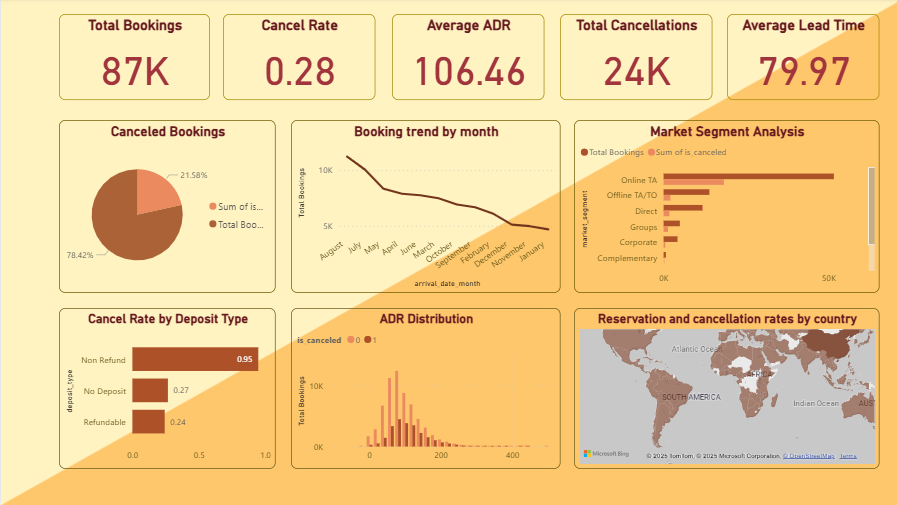 Total Bookings
87K
Cancel Rate
0.28
Average ADR
106.46
Total Cancellations
24K
Average Lead Time
79.97
Canceled Bookings
21.58%
78.42%
Sum of is...
Total Boo...
Booking trend by month
Total Bookings
10K
5K
August
July
May
April
June
March
October
September
February
December
November
January
arrival_date_month
Market Segment Analysis
Total Bookings
Sum of is_canceled
market_segment
Online TA
Offline TA/TO
Direct
Groups
Corporate
Complementary
0K
50K
Cancel Rate by Deposit Type
deposit_type
Non Refund
0.95
No Deposit
0.27
Refundable
0.24
0.0
0.5
1.0
ADR Distribution
is canceled
0
1
Total Bookings
10K
0K
0
200
400
Reservation and cancellation rates by country
Atlantic Ocean
AFRICA
SOUTH AMERICA
Indian Ocean
AUS
Microsoft Bing
© 2025 TomTom, © 2025 Microsoft Corporation, © OpenStreetMap Terms